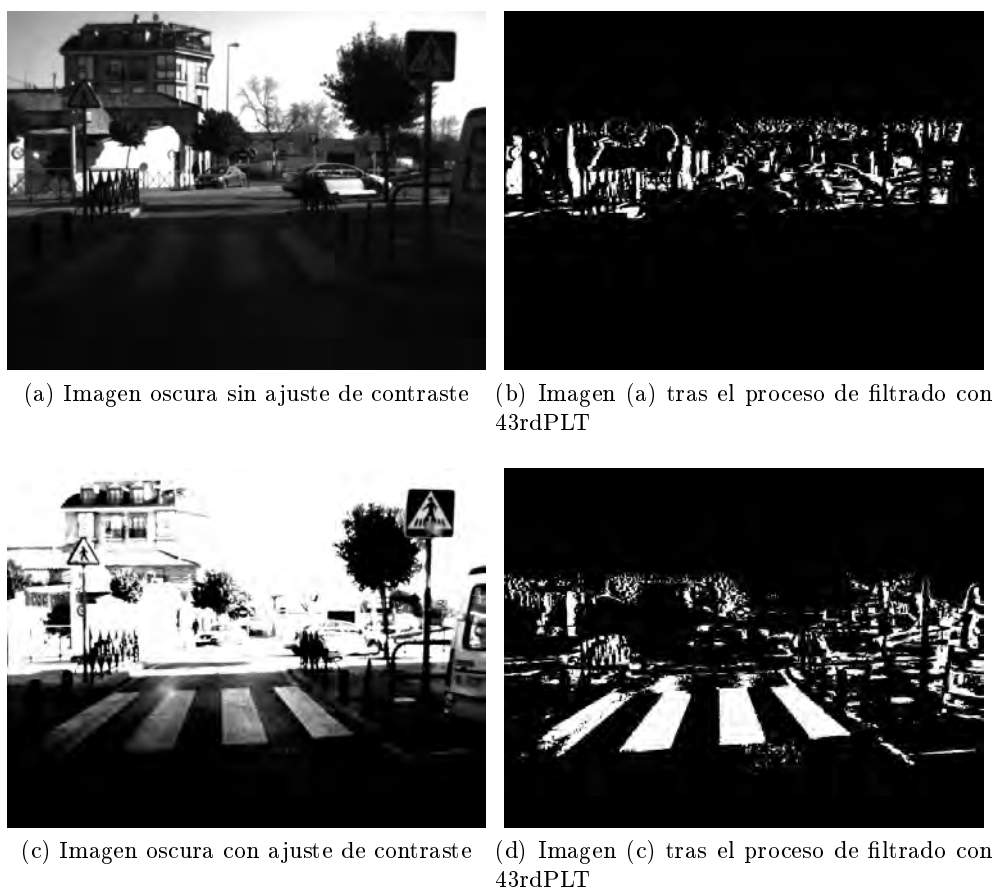 (a) Imagen oscura sin ajuste de contraste
(b) Imagen (a) tras el proceso de filtrado con
43rdPLT
(c) Imagen oscura con ajuste de contraste
(d) Imagen (c) tras el proceso de filtrado con
43rdPLT